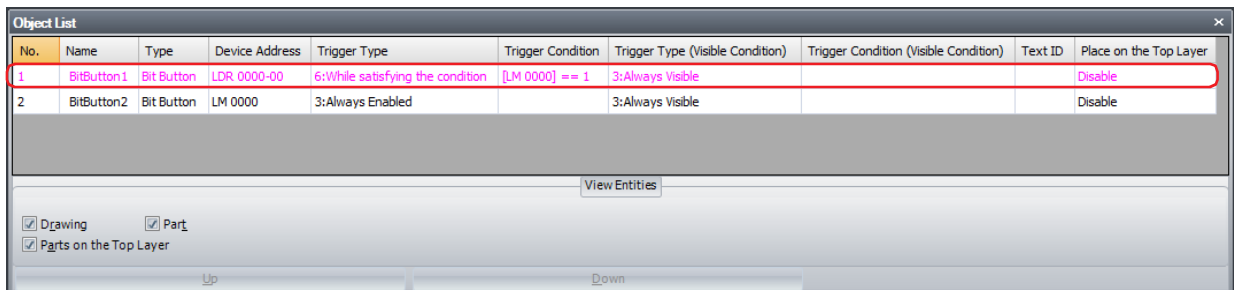 Object List ×
No. Name Type Device Address Trigger Type Trigger Condition Trigger Type (Visible Condition) Trigger Condition (Visible Condition) Text ID Place on the Top Layer
1 BitButton1 Bit Button LDR 0000-00 6:While satisfying the condition [LM 0000] == 1 3:Always Visible Disable
2 BitButton2 Bit Button LM 0000 3:Always Enabled 3:Always Visible Disable
View Entities
Drawing Part
Parts on the Top Layer
Up Down